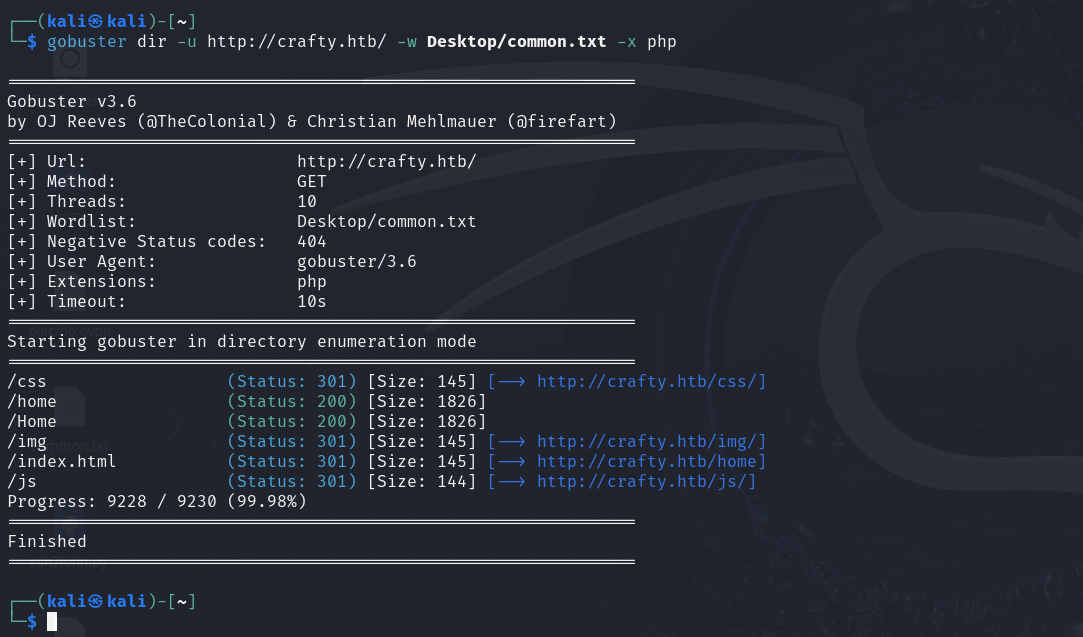 ┌──(kali㉿kali)-[~]
└─$ gobuster dir -u http://crafty.htb/ -w Desktop/common.txt -x php
===============================================================
Gobuster v3.6
by OJ Reeves (@TheColonial) & Christian Mehlmauer (@firefart)
===============================================================
[+] Url:                     http://crafty.htb/
[+] Method:                  GET
[+] Threads:                 10
[+] Wordlist:                Desktop/common.txt
[+] Negative Status codes:   404
[+] User Agent:              gobuster/3.6
[+] Extensions:              php
[+] Timeout:                 10s
===============================================================
Starting gobuster in directory enumeration mode
===============================================================
/css                  (Status: 301) [Size: 145] [--> http://crafty.htb/css/]
/home                 (Status: 200) [Size: 1826]
/Home                 (Status: 200) [Size: 1826]
/img                  (Status: 301) [Size: 145] [--> http://crafty.htb/img/]
/index.html           (Status: 301) [Size: 145] [--> http://crafty.htb/home]
/js                   (Status: 301) [Size: 144] [--> http://crafty.htb/js/]
Progress: 9228 / 9230 (99.98%)
===============================================================
Finished
===============================================================
┌──(kali㉿kali)-[~]
└─$